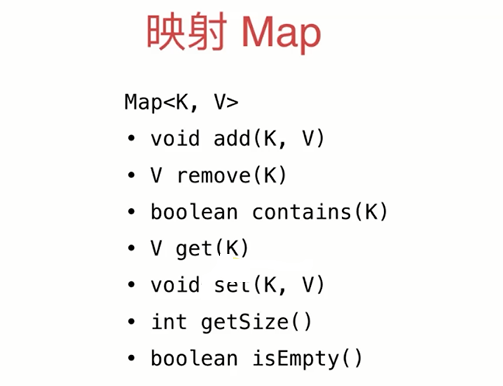 映射 Map
Map<K, V>
• void add(K, V)
• V remove(K)
• boolean contains(K)
• V get(K)
• void set(K, V)
• int getSize()
• boolean isEmpty()